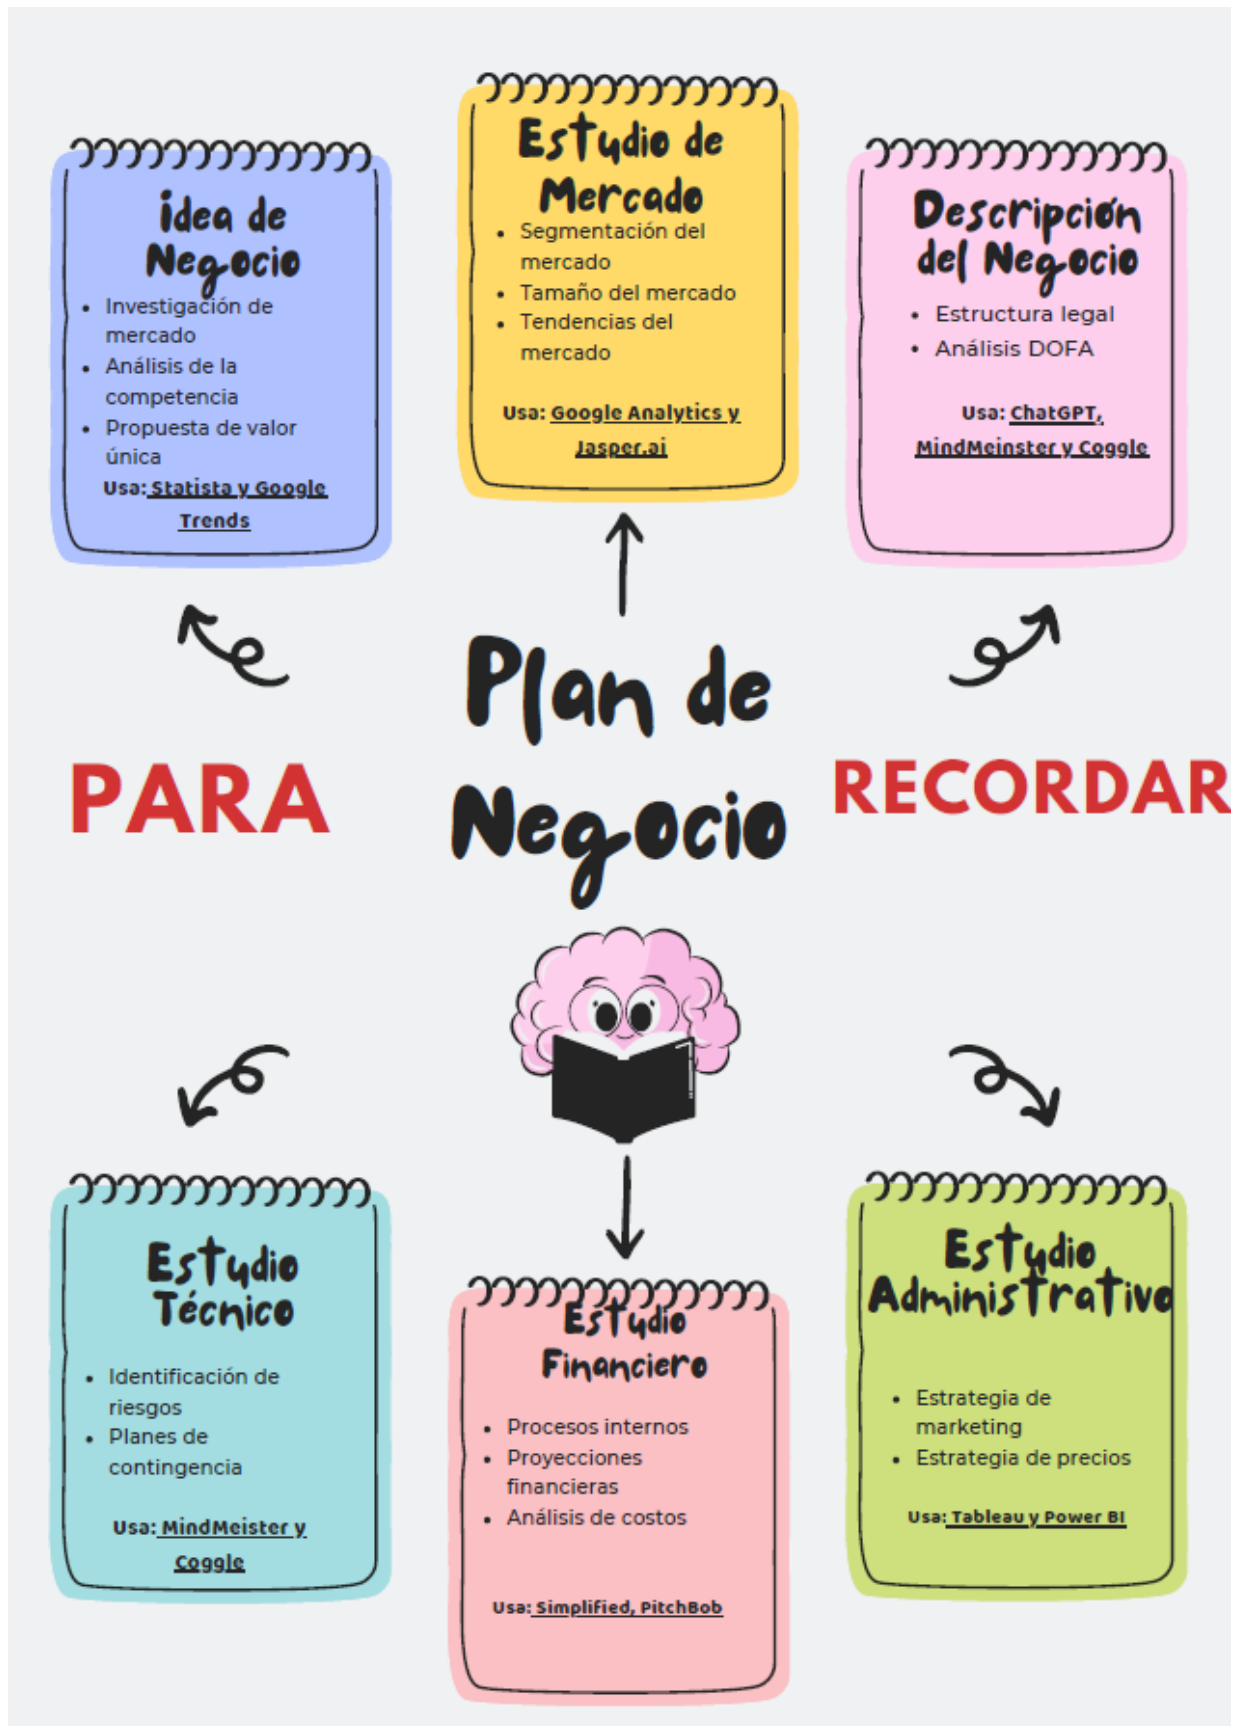 idea de
Negocio
• Investigación de
mercado
• Análisis de la
competencia
• Propuesta de valor
única
Usa: Statista y Google
Trends
Estudio de
Mercado
• Segmentación del
mercado
• Tamaño del mercado
• Tendencias del
mercado
Usa: Google Analytics y
Jasper.ai
Descripción
del Negocio
• Estructura legal
• Análisis DOFA
Usa: ChatGPT,
MindMeinster y Coggle
Plan de
Negocio
PARA
RECORDAR
Estudio
Técnico
• Identificación de
riesgos
• Planes de
contingencia
Usa: MindMeister y
Coggle
Estudio
Financiero
• Procesos internos
• Proyecciones
financieras
• Análisis de costos
Usa: Simplified, PitchBob
Estudio
Administrativo
• Estrategia de
marketing
• Estrategia de precios
Usa: Tableau y Power BI